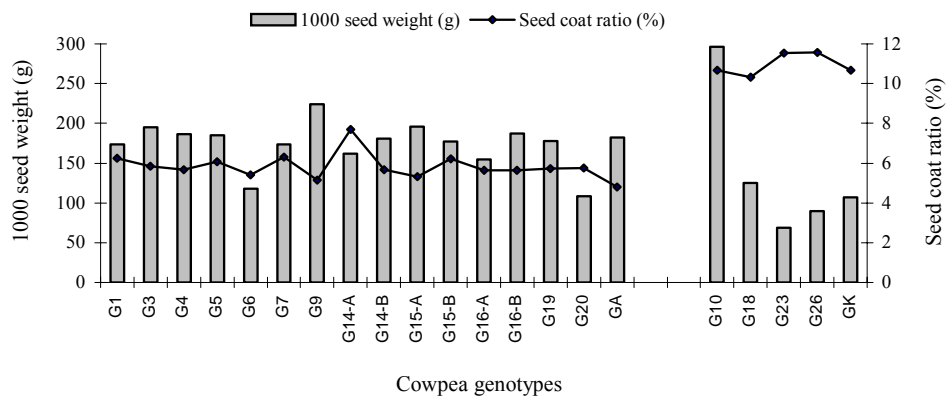 1000 seed weight (g) Seed coat ratio (%)
300 12
250 10
200 8
150 6
100 4
50 2
0 0
1000 seed weight (g)
Seed coat ratio (%)
G1 G3 G4 G5 G6 G7 G9 G14-A G14-B G15-A G15-B G16-A G16-B G19 G20 GA G10 G18 G23 G26 GK
Cowpea genotypes